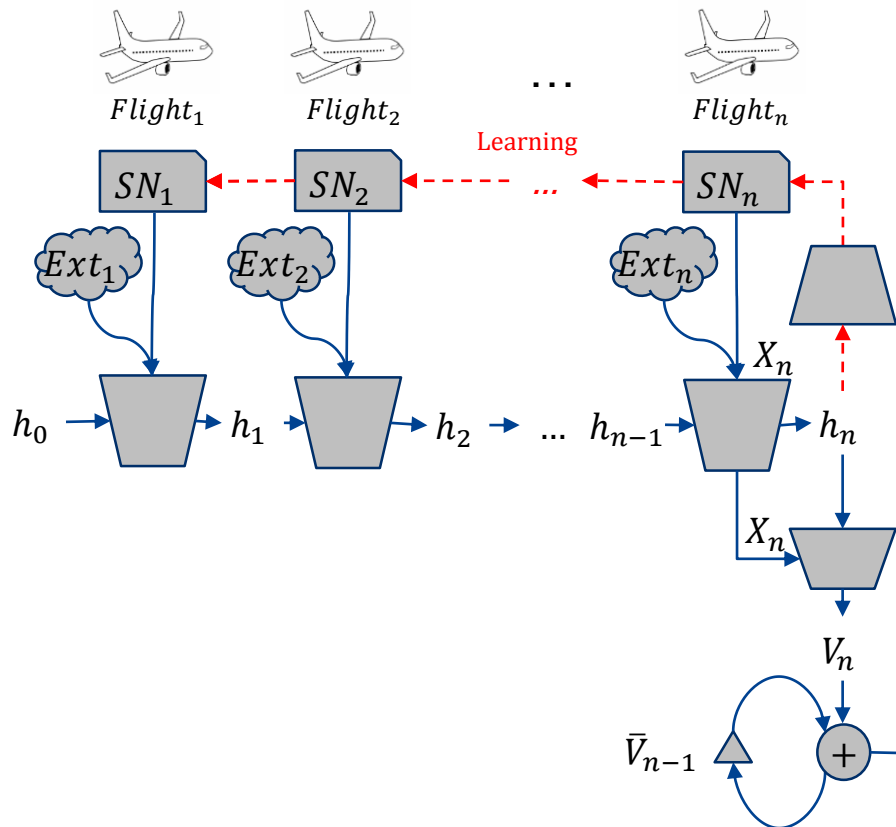 ...
Flight₁ Flight₂ Flightₙ
Learning
SN₁ SN₂ ... SNₙ
Ext₁ Ext₂ Extₙ
Xₙ
h₀ h₁ h₂ ... hₙ₋₁ hₙ
Xₙ
Vₙ
V̄ₙ₋₁ +